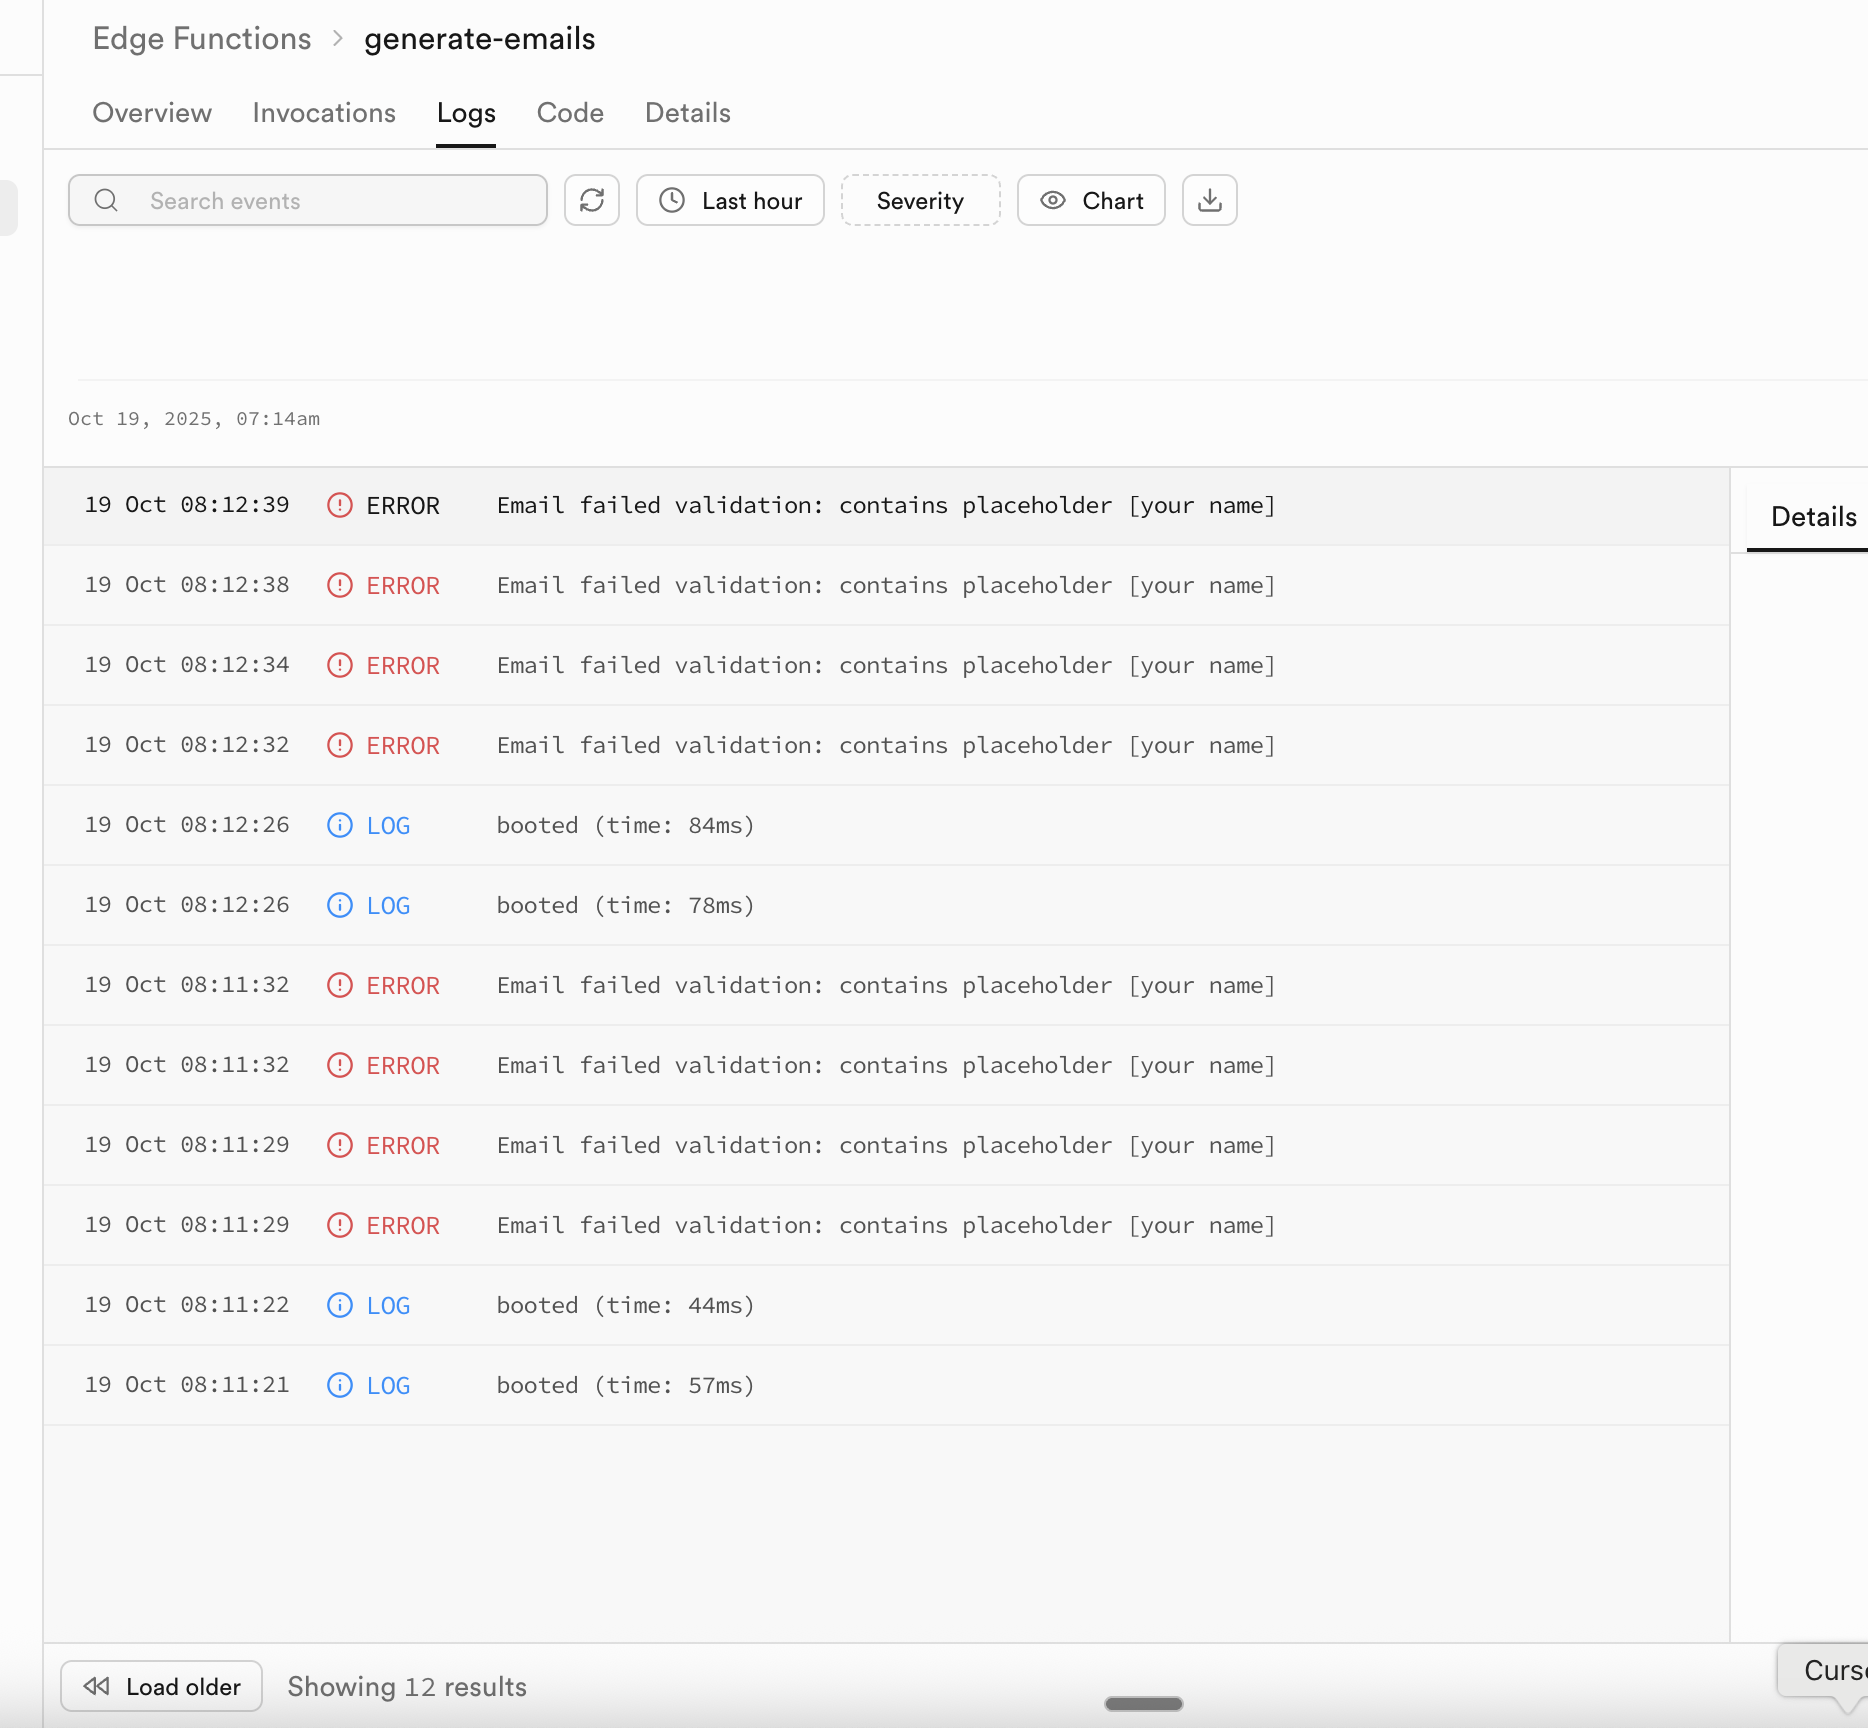 Edge Functions > generate-emails
Overview Invocations Logs Code Details
Search events Last hour Severity Chart
Oct 19, 2025, 07:14am
19 Oct 08:12:39 ERROR Email failed validation: contains placeholder [your name]
Details
19 Oct 08:12:38 ERROR Email failed validation: contains placeholder [your name]
19 Oct 08:12:34 ERROR Email failed validation: contains placeholder [your name]
19 Oct 08:12:32 ERROR Email failed validation: contains placeholder [your name]
19 Oct 08:12:26 LOG booted (time: 84ms)
19 Oct 08:12:26 LOG booted (time: 78ms)
19 Oct 08:11:32 ERROR Email failed validation: contains placeholder [your name]
19 Oct 08:11:32 ERROR Email failed validation: contains placeholder [your name]
19 Oct 08:11:29 ERROR Email failed validation: contains placeholder [your name]
19 Oct 08:11:29 ERROR Email failed validation: contains placeholder [your name]
19 Oct 08:11:22 LOG booted (time: 44ms)
19 Oct 08:11:21 LOG booted (time: 57ms)
Load older Showing 12 results